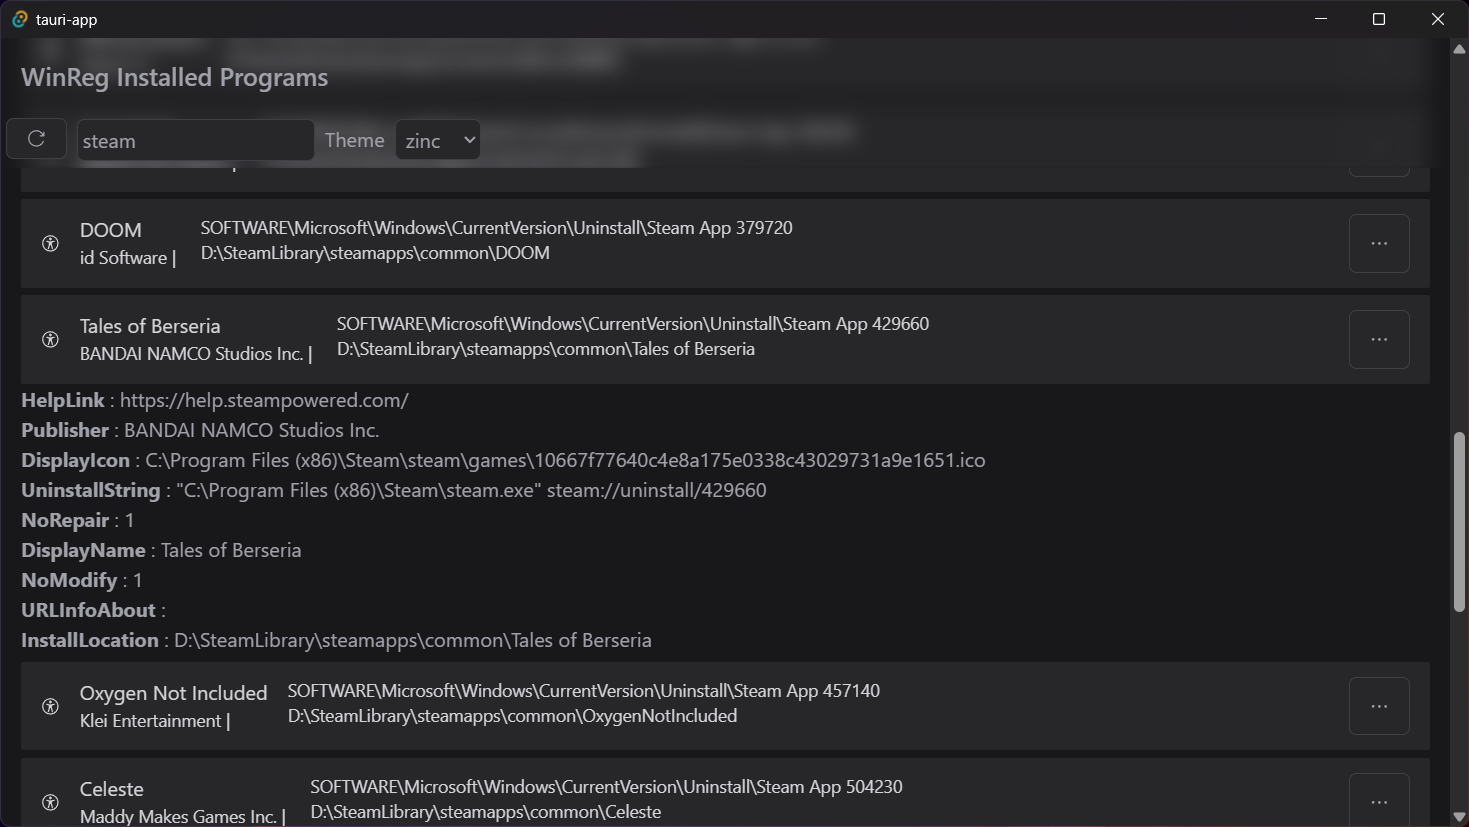 tauri-app
WinReg Installed Programs
steam
Theme
zinc
DOOM
SOFTWARE\Microsoft\Windows\CurrentVersion\Uninstall\Steam App 379720
id Software |
D:\SteamLibrary\steamapps\common\DOOM
Tales of Berseria
SOFTWARE\Microsoft\Windows\CurrentVersion\Uninstall\Steam App 429660
BANDAI NAMCO Studios Inc. |
D:\SteamLibrary\steamapps\common\Tales of Berseria
HelpLink : https://help.steampowered.com/
Publisher : BANDAI NAMCO Studios Inc.
DisplayIcon : C:\Program Files (x86)\Steam\steam\games\10667f77640c4e8a175e0338c43029731a9e1651.ico
UninstallString : "C:\Program Files (x86)\Steam\steam.exe" steam://uninstall/429660
NoRepair : 1
DisplayName : Tales of Berseria
NoModify : 1
URLInfoAbout :
InstallLocation : D:\SteamLibrary\steamapps\common\Tales of Berseria
Oxygen Not Included
SOFTWARE\Microsoft\Windows\CurrentVersion\Uninstall\Steam App 457140
Klei Entertainment |
D:\SteamLibrary\steamapps\common\OxygenNotIncluded
Celeste
SOFTWARE\Microsoft\Windows\CurrentVersion\Uninstall\Steam App 504230
Maddy Makes Games Inc. |
D:\SteamLibrary\steamapps\common\Celeste